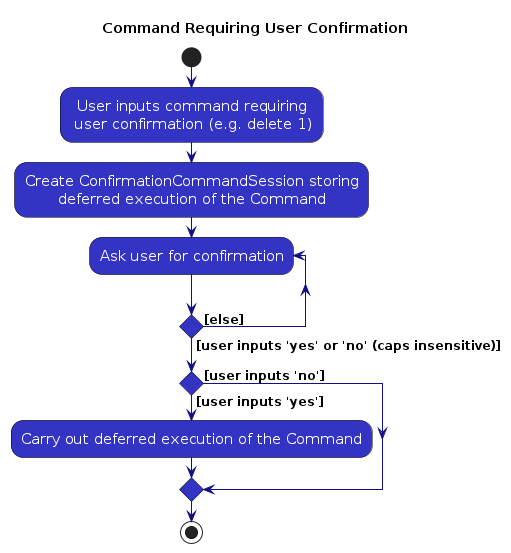 Command Requiring User Confirmation
User inputs command requiring
user confirmation (e.g. delete 1)
Create ConfirmationCommandSession storing
deferred execution of the Command
Ask user for confirmation
[else]
[user inputs 'yes' or 'no' (caps insensitive)]
[user inputs 'no']
[user inputs 'yes']
Carry out deferred execution of the Command